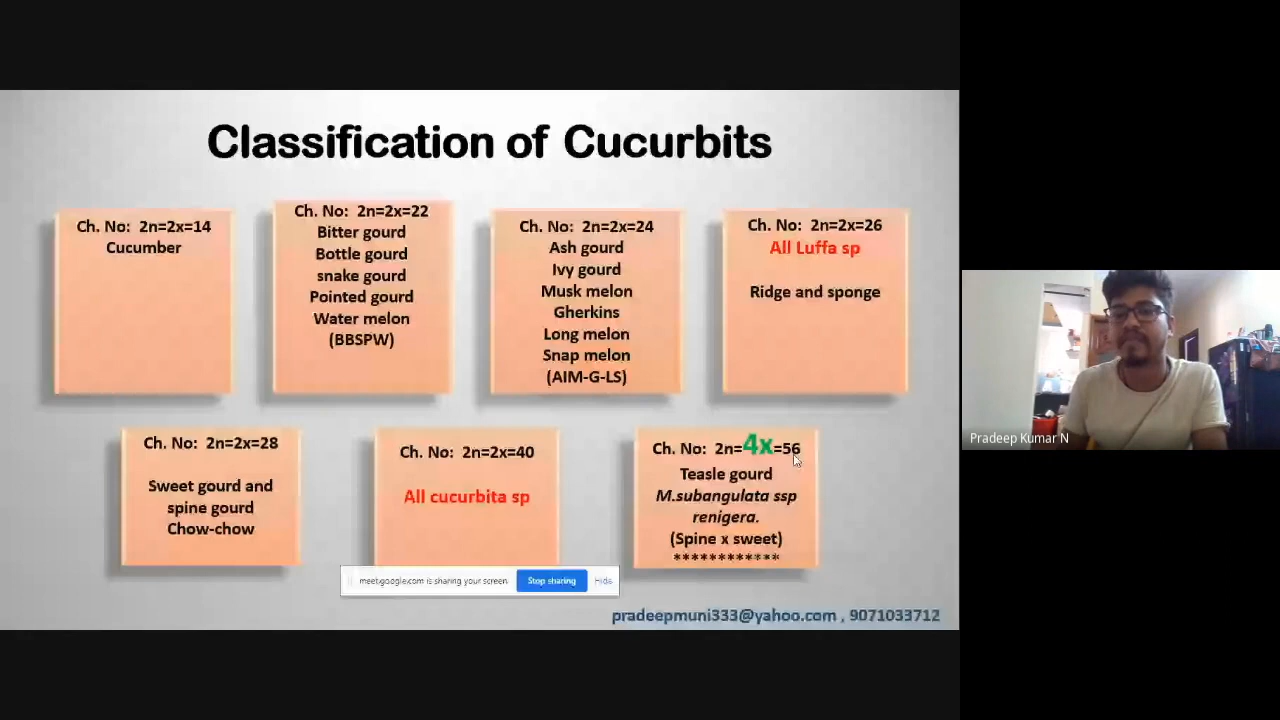 Classification of Cucurbits
Ch. No: 2n=2x=14
Cucumber
Ch. No: 2n=2x=22
Bitter gourd
Bottle gourd
snake gourd
Pointed gourd
Water melon
(BBSPW)
Ch. No: 2n=2x=24
Ash gourd
Ivy gourd
Musk melon
Gherkins
Long melon
Snap melon
(AIM-G-LS)
Ch. No: 2n=2x=26
All Luffa sp
Ridge and sponge
Ch. No: 2n=2x=28
Sweet gourd and
spine gourd
Chow-chow
Ch. No: 2n=2x=40
All cucurbita sp
Ch. No: 2n=4x=56
Teasle gourd
M.subangulata ssp
renigera.
(Spine x sweet)
************
meet.google.com is sharing your screen.
Stop sharing
Hide
pradeepmuni333@yahoo.com , 9071033712
Pradeep Kumar N